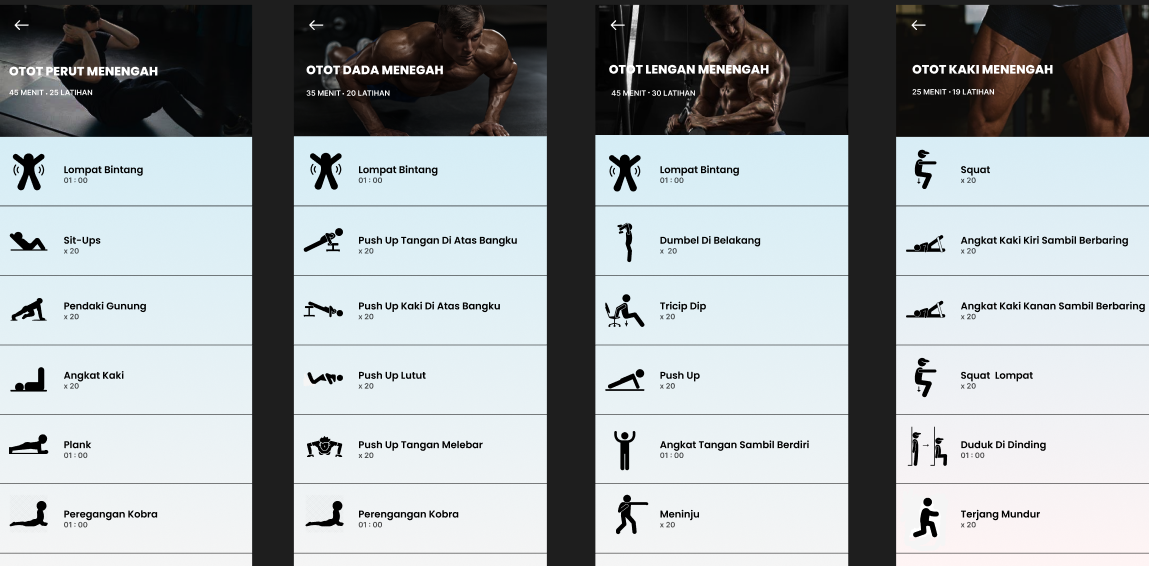 OTOT PERUT MENENGAH
45 MENIT • 25 LATIHAN
Lompat Bintang
01 : 00
Sit-Ups
x 20
Pendaki Gunung
x 20
Angkat Kaki
x 20
Plank
01 : 00
Peregangan Kobra
01 : 00
OTOT DADA MENEGAH
35 MENIT • 20 LATIHAN
Lompat Bintang
01 : 00
Push Up Tangan Di Atas Bangku
x 20
Push Up Kaki Di Atas Bangku
x 20
Push Up Lutut
x 20
Push Up Tangan Melebar
x 20
Perengangan Kobra
01 : 00
OTOT LENGAN MENENGAH
45 MENIT • 30 LATIHAN
Lompat Bintang
01 : 00
Dumbel Di Belakang
x 20
Tricip Dip
x 20
Push Up
x 20
Angkat Tangan Sambil Berdiri
01 : 00
Meninju
x 20
OTOT KAKI MENENGAH
25 MENIT • 19 LATIHAN
Squat
x 20
Angkat Kaki Kiri Sambil Berbaring
x 20
Angkat Kaki Kanan Sambil Berbaring
x 20
Squat Lompat
x 20
Duduk Di Dinding
01 : 00
Terjang Mundur
x 20